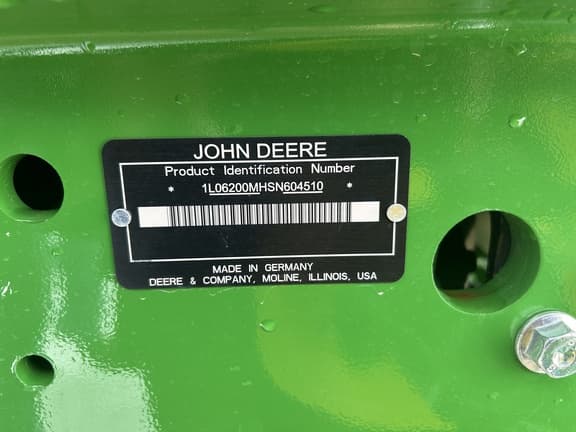 JOHN DEERE
Product Identification Number
* 1L06200MHSN604510 *
MADE IN GERMANY
DEERE & COMPANY, MOLINE, ILLINOIS, USA